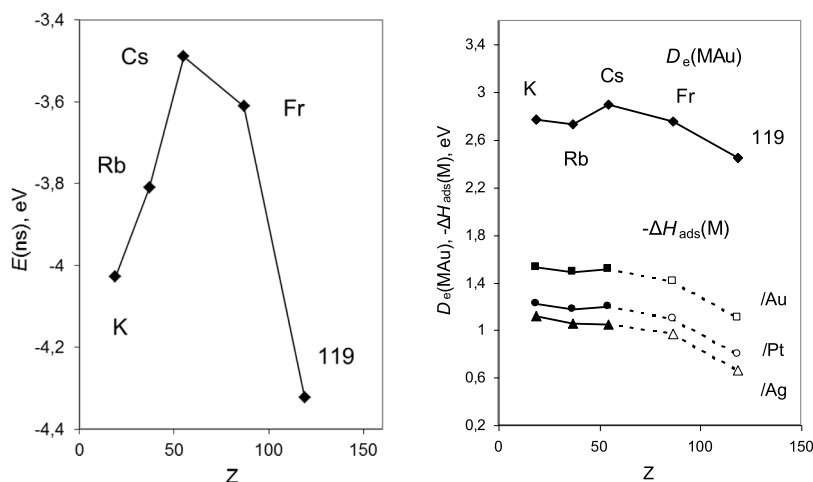 -3,4
-3,6
-3,8
-4
-4,2
-4,4
E(ns), eV
0
50
100
150
Z
K
Rb
Cs
Fr
119
3,4
3
2,6
2,2
1,8
1,4
1
0,6
0,2
Dₑ(MAu), -ΔHads(M), eV
0
50
100
150
Z
Dₑ(MAu)
K
Rb
Cs
Fr
119
-ΔHads(M)
/Au
/Pt
/Ag